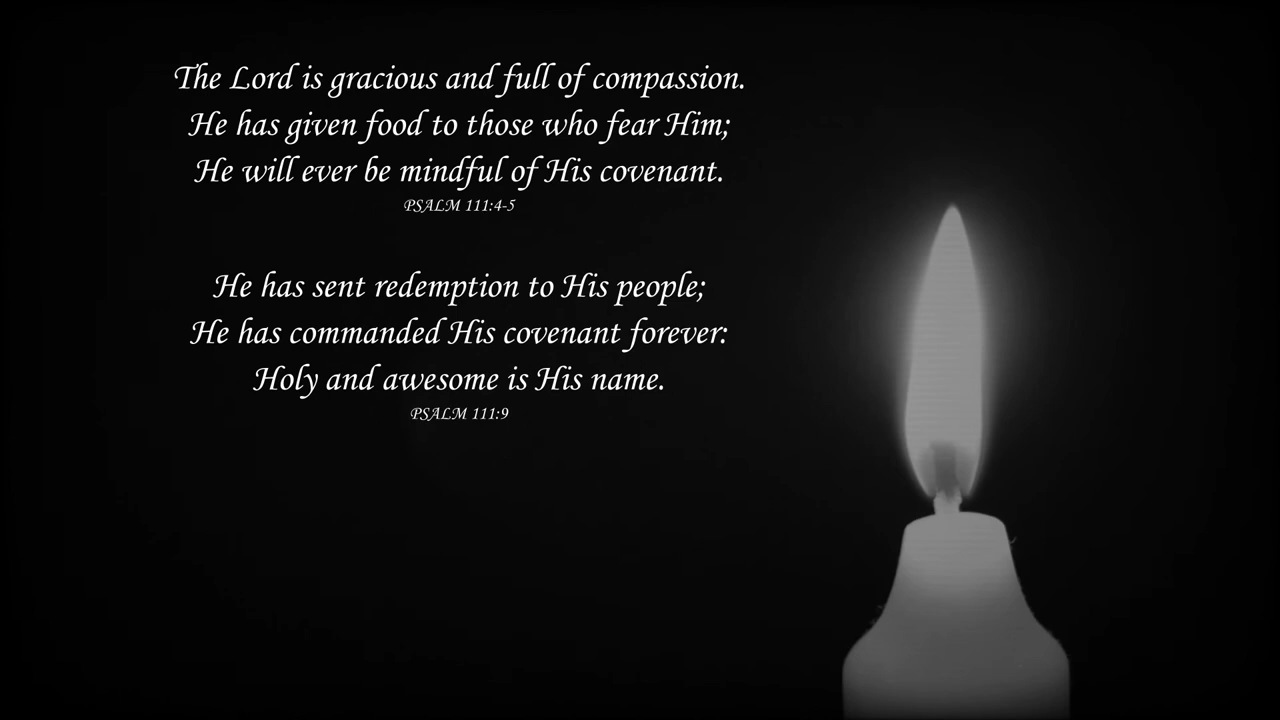 The Lord is gracious and full of compassion.
He has given food to those who fear Him;
He will ever be mindful of His covenant.
PSALM 111:4-5
He has sent redemption to His people;
He has commanded His covenant forever:
Holy and awesome is His name.
PSALM 111:9